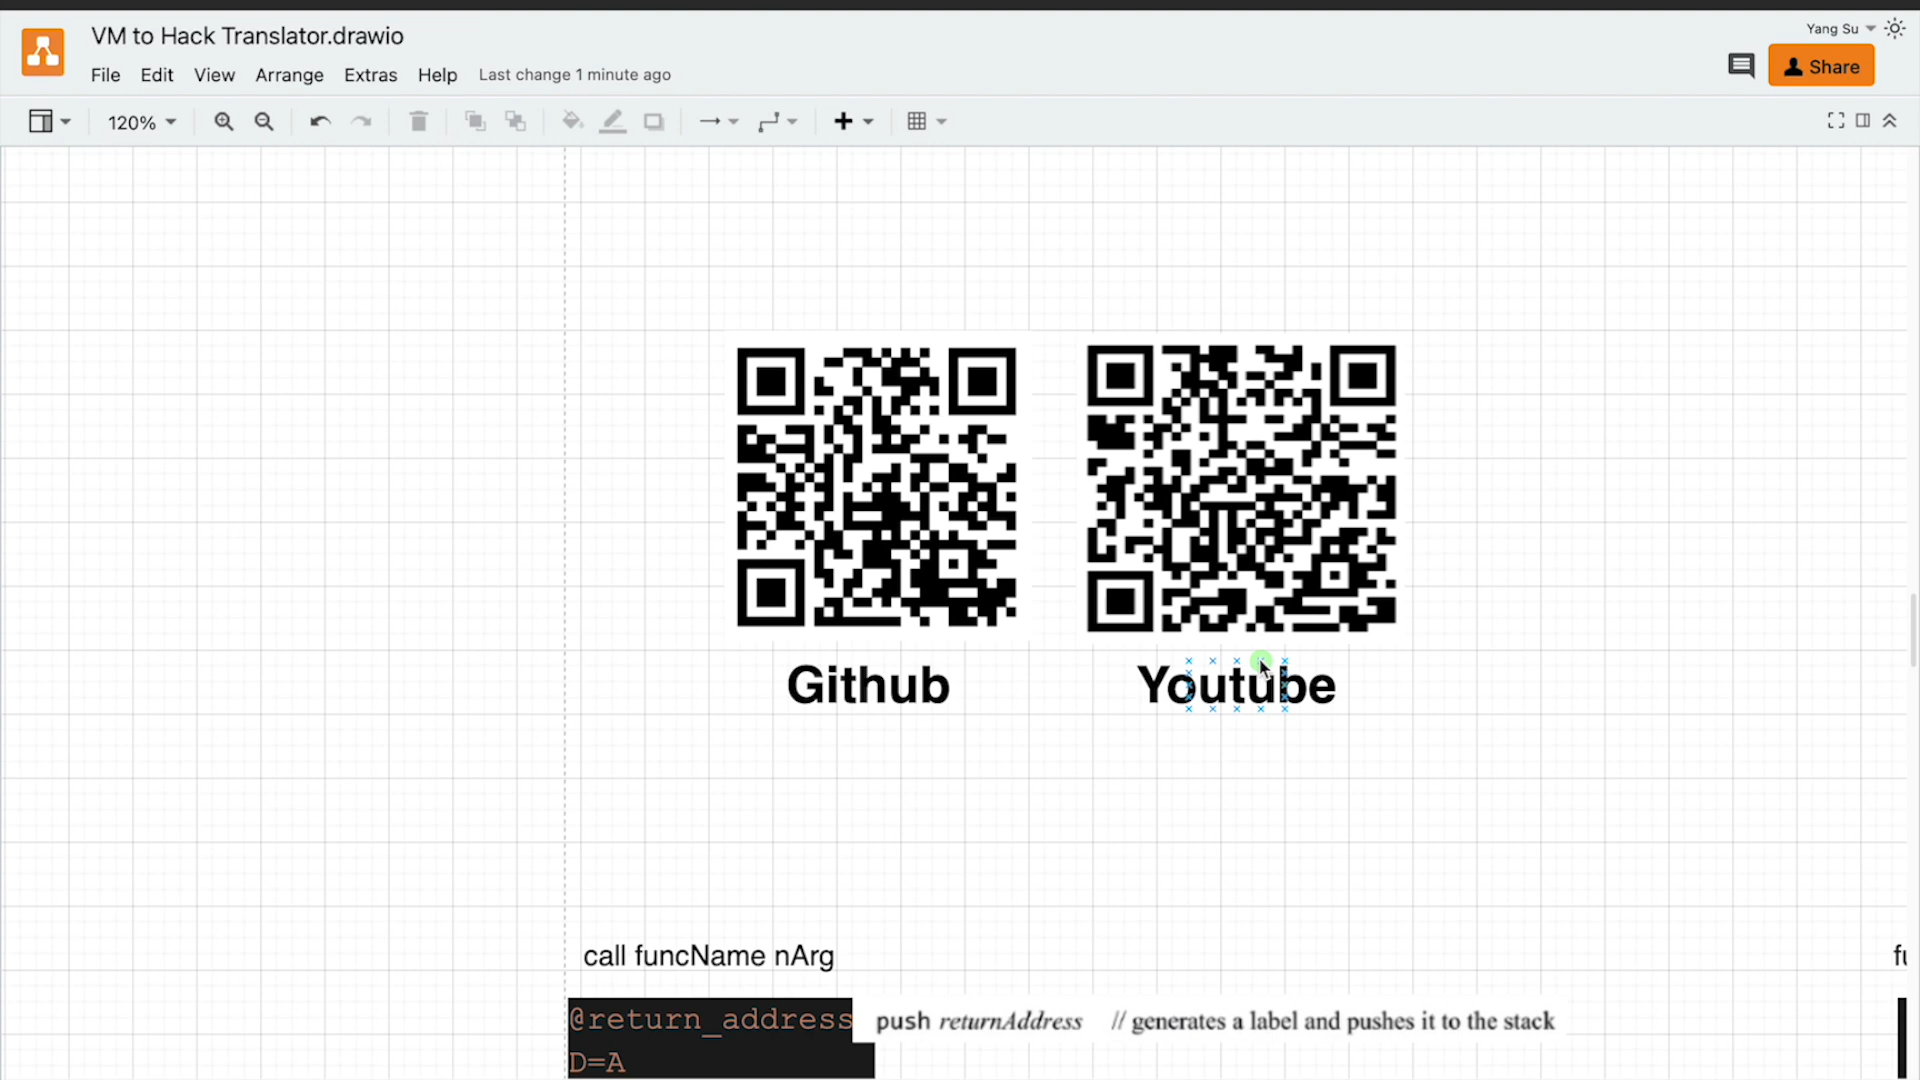 VM to Hack Translator.drawio
Yang Su
File Edit View Arrange Extras Help Last change 1 minute ago
Share
120%
Github
Youtube
call funcName nArg
@return_address
push returnAddress // generates a label and pushes it to the stack
D=A